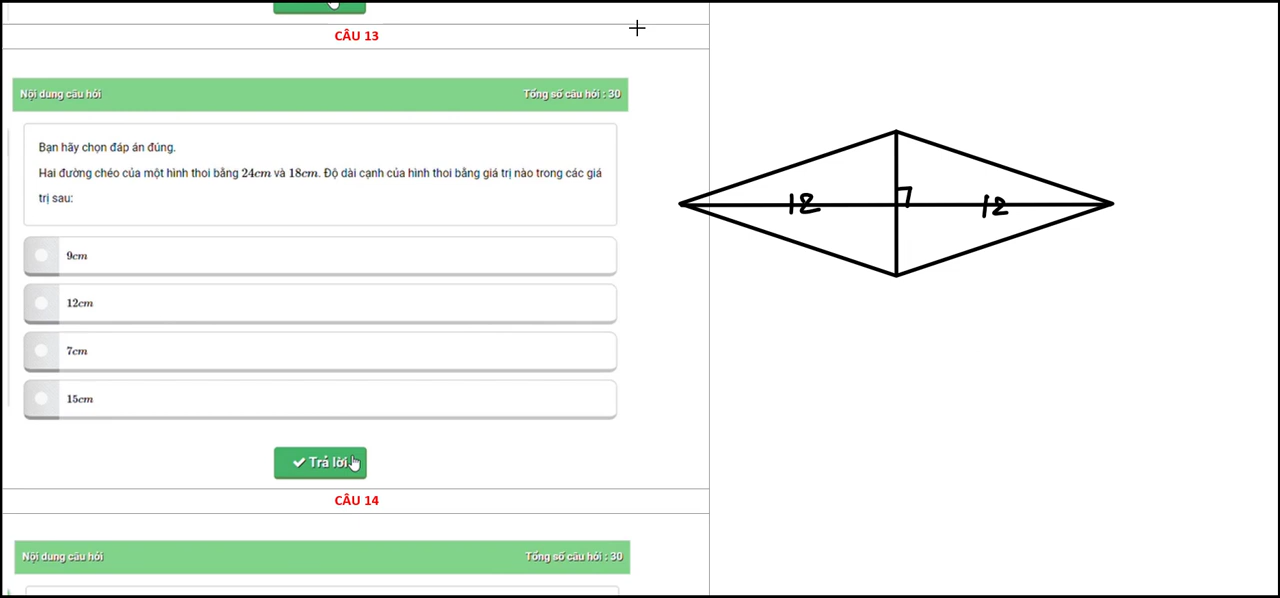 CÂU 13
Nội dung câu hỏi
Tổng số câu hỏi : 30
Bạn hãy chọn đáp án đúng.
Hai đường chéo của một hình thoi bằng 24cm và 18cm. Độ dài cạnh của hình thoi bằng giá trị nào trong các giá
trị sau:
12
12
9cm
12cm
7cm
15cm
Trả lời
CÂU 14
Nội dung câu hỏi
Tổng số câu hỏi : 30